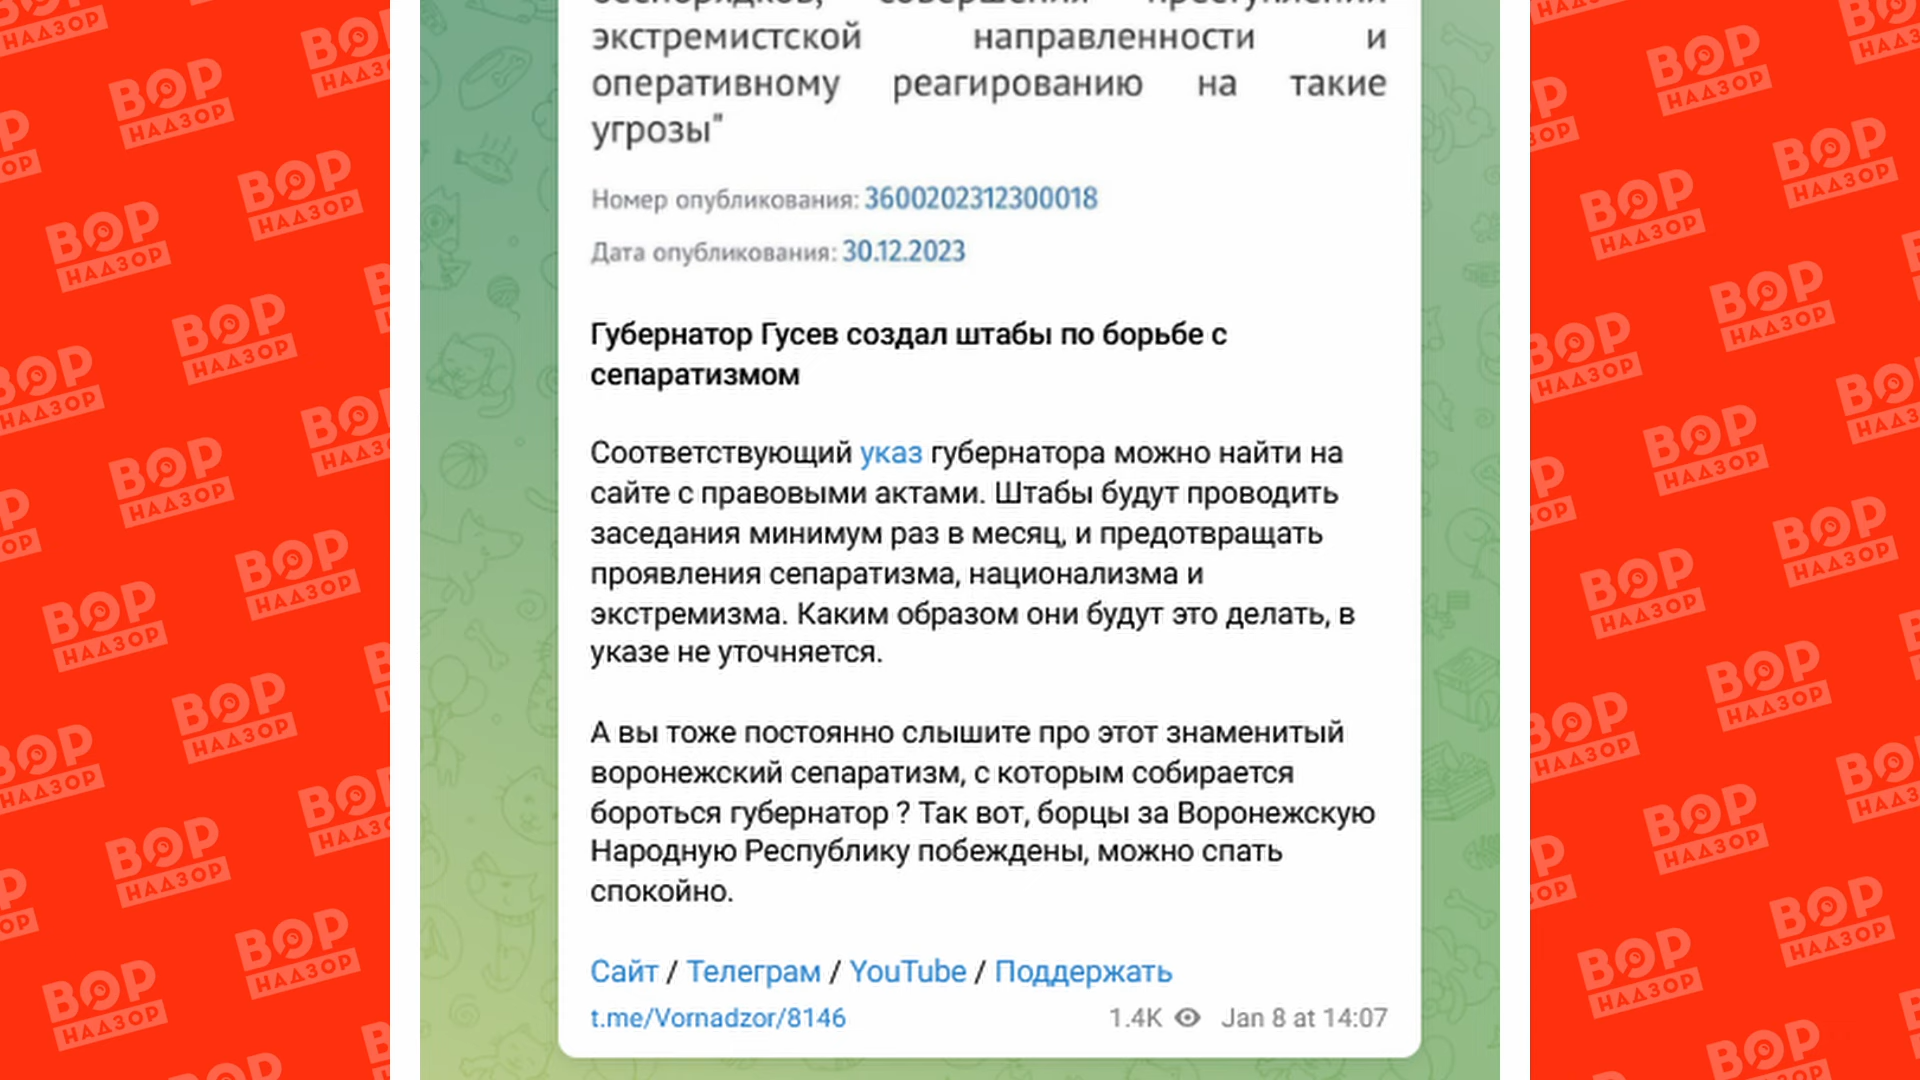 беспорядков, совершения преступлений
экстремистской направленности и
оперативному реагированию на такие
угрозы"
Номер опубликования: 3600202312300018
Дата опубликования: 30.12.2023
Губернатор Гусев создал штабы по борьбе с
сепаратизмом
Соответствующий указ губернатора можно найти на
сайте с правовыми актами. Штабы будут проводить
заседания минимум раз в месяц, и предотвращать
проявления сепаратизма, национализма и
экстремизма. Каким образом они будут это делать, в
указе не уточняется.
А вы тоже постоянно слышите про этот знаменитый
воронежский сепаратизм, с которым собирается
бороться губернатор ? Так вот, борцы за Воронежскую
Народную Республику побеждены, можно спать
спокойно.
Сайт / Телеграм / YouTube / Поддержать
t.me/Vornadzor/8146 1.4K Jan 8 at 14:07
ВОР
НАДЗОР